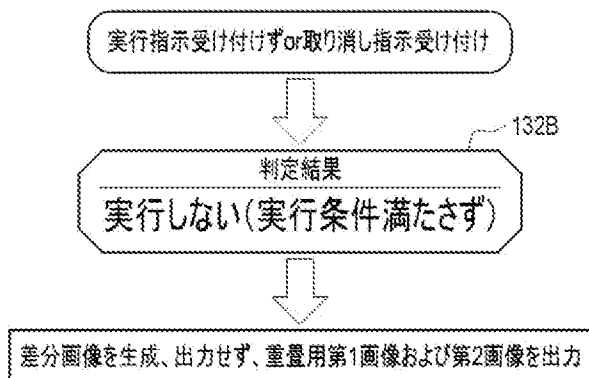 実行指示受け付けずor取り消し指示受け付け
132B
判定結果
実行しない(実行条件満たさず)
差分画像を生成、出力せず、重畳用第1画像および第2画像を出力